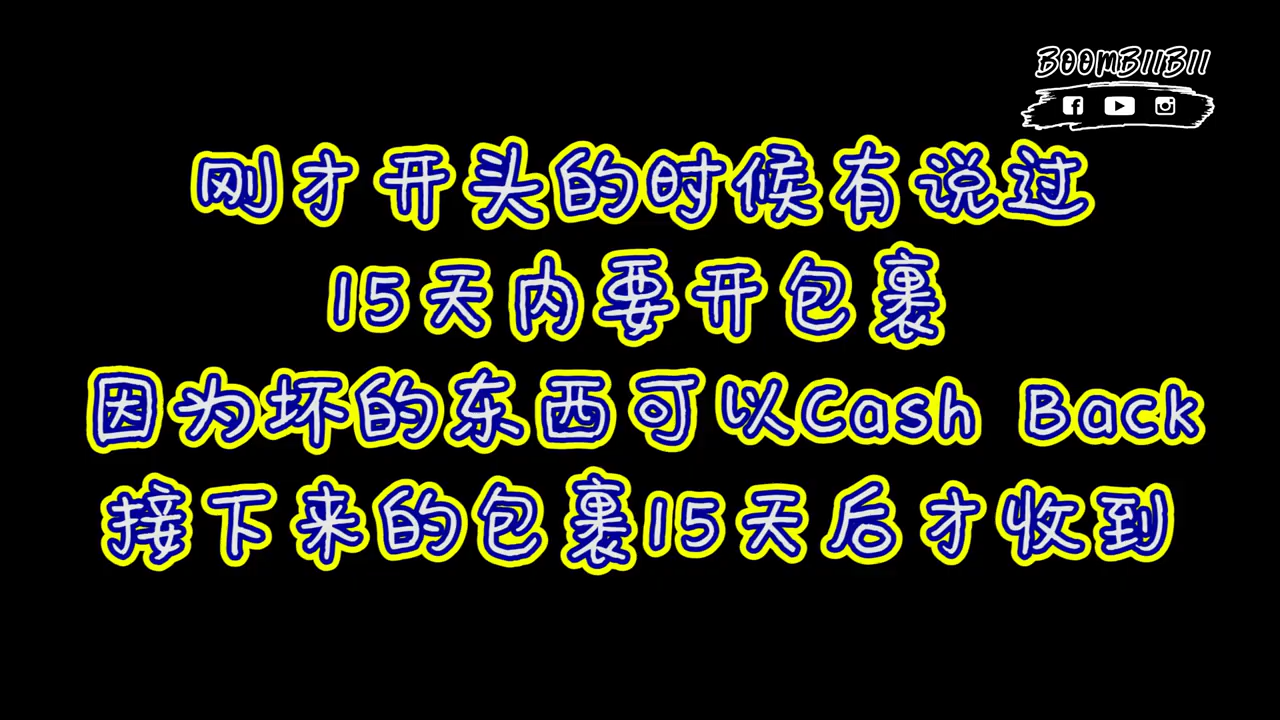 BOOMBIIBII
刚才开头的时候有说过
15天内要开包裹
因为坏的东西可以Cash Back
接下来的包裹15天后才收到